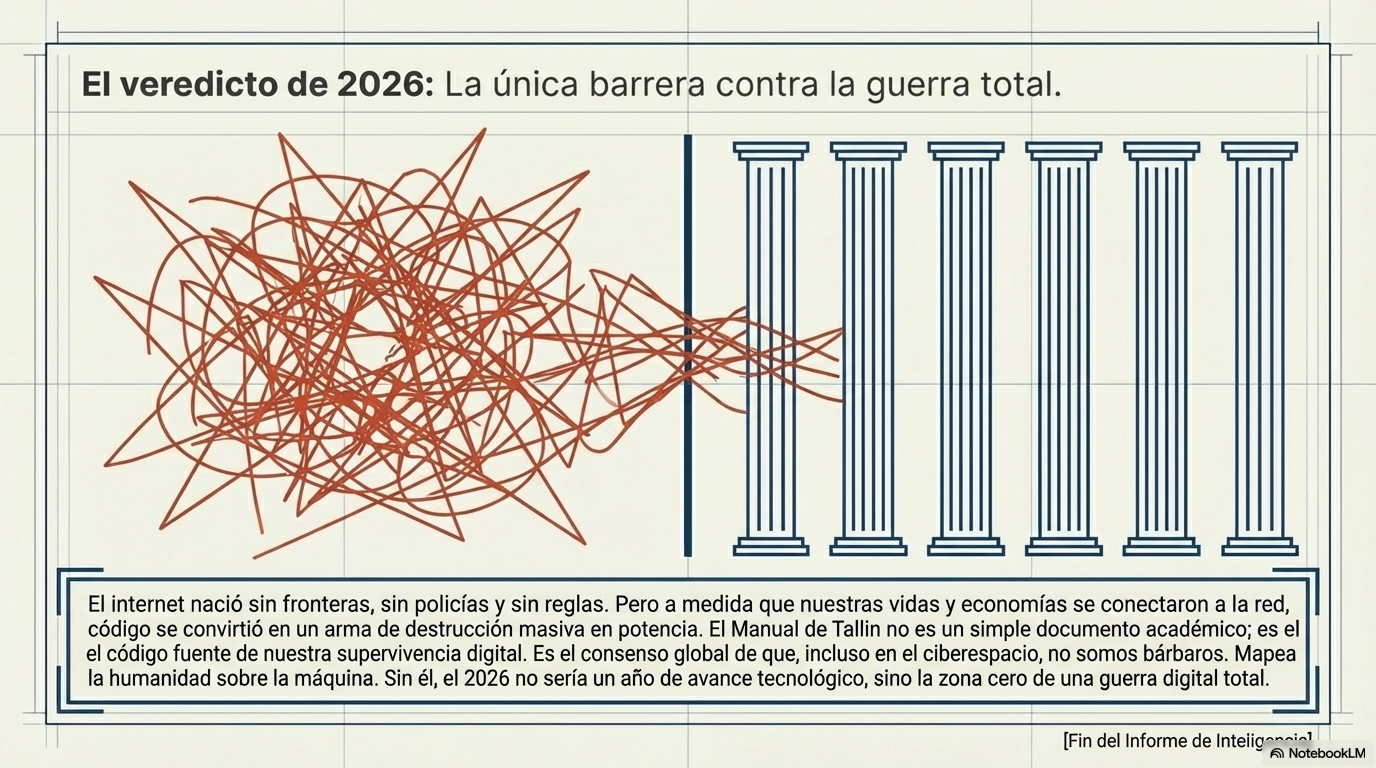 El veredicto de 2026: La única barrera contra la guerra total.
El internet nació sin fronteras, sin policías y sin reglas. Pero a medida que nuestras vidas y economías se conectaron a la red,
código se convirtió en un arma de destrucción masiva en potencia. El Manual de Tallin no es un simple documento académico; es el
el código fuente de nuestra supervivencia digital. Es el consenso global de que, incluso en el ciberespacio, no somos bárbaros. Mapea
la humanidad sobre la máquina. Sin él, el 2026 no sería un año de avance tecnológico, sino la zona cero de una guerra digital total.
[Fin del Informe de Inteligencia]
NotebookLM